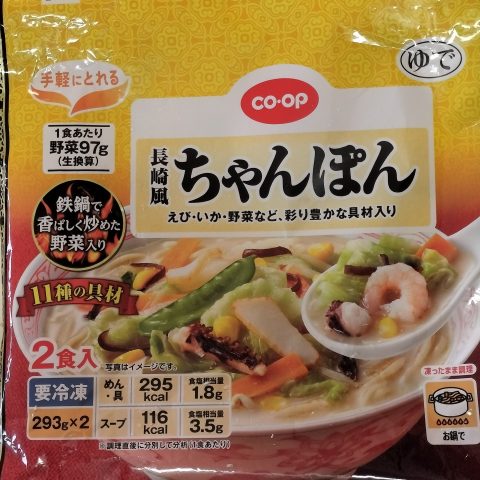 手軽にとれる
1食あたり
野菜97g
(生換算)
ゆで
CO·OP
長崎風
ちゃんぽん
えび・いか・野菜など、彩り豊かな具材入り
鉄鍋で
香ばしく炒めた
野菜入り
11種の具材
2食入
写真はイメージです。
要冷凍
293g×2
めん・具
295kcal
食塩相当量
1.8g
スープ
116kcal
食塩相当量
3.5g
※調理直後に分別して分析(1食あたり)
凍ったまま調理
お鍋で